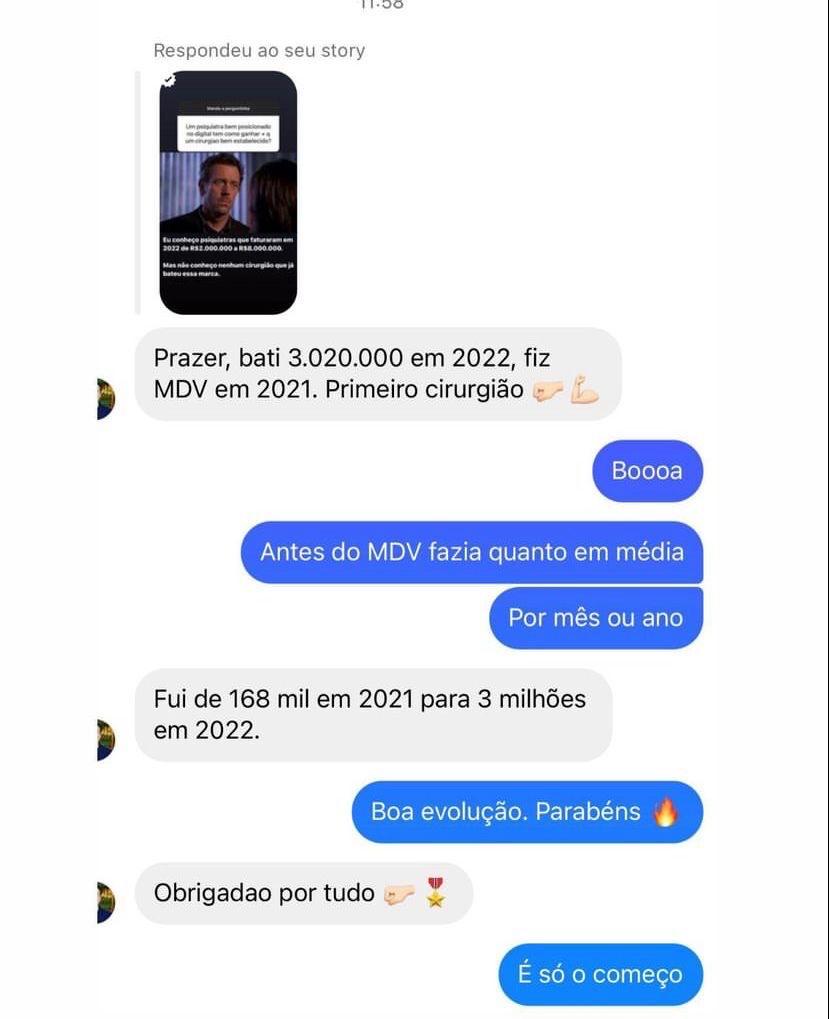 11:58
Respondeu ao seu story
Manda a perguntinha
Um psiquiatra bem posicionado
no digital tem como ganhar + q
um cirurgiao bem estabelecido?
Eu conheço psiquiatras que faturaram em
2022 de R$2.000.000 a R$8.000.000.
Mas não conheço nenhum cirurgião que já
bateu essa marca.
Prazer, bati 3.020.000 em 2022, fiz
MDV em 2021. Primeiro cirurgião 🤛🏻💪🏻
Boooa
Antes do MDV fazia quanto em média
Por mês ou ano
Fui de 168 mil em 2021 para 3 milhões
em 2022.
Boa evolução. Parabéns 🔥
Obrigadao por tudo 🤛🏻🎖
É só o começo